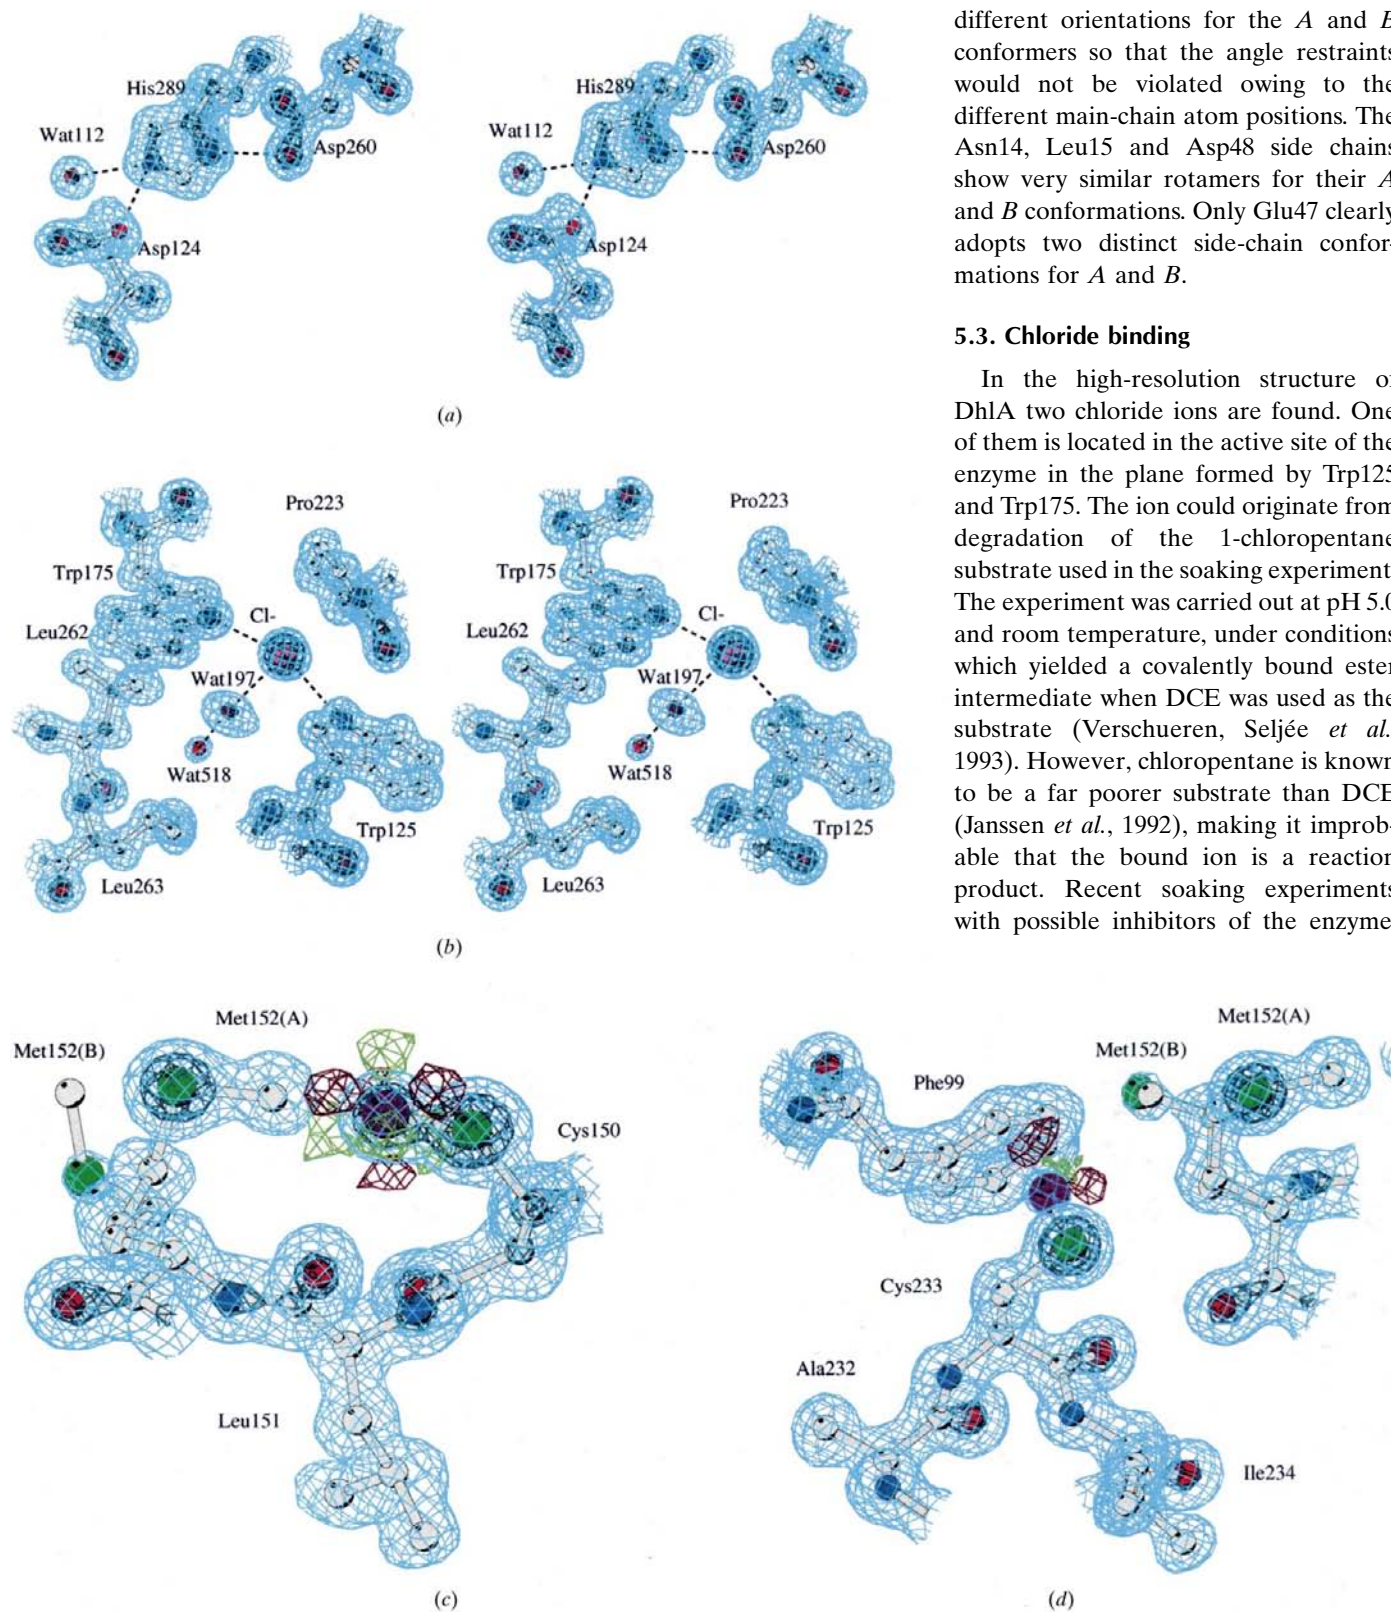 His289
Wat112
Asp260
Asp124
His289
Wat112
Asp260
Asp124
(a)
Pro223
Trp175
Cl-
Leu262
Wat197
Wat518
Trp125
Leu263
Pro223
Trp175
Cl-
Leu262
Wat197
Wat518
Trp125
Leu263
(b)
different orientations for the A and B
conformers so that the angle restraints
would not be violated owing to the
different main-chain atom positions. The
Asn14, Leu15 and Asp48 side chains
show very similar rotamers for their A
and B conformations. Only Glu47 clearly
adopts two distinct side-chain confor-
mations for A and B.
5.3. Chloride binding
In the high-resolution structure of
DhlA two chloride ions are found. One
of them is located in the active site of the
enzyme in the plane formed by Trp125
and Trp175. The ion could originate from
degradation of the 1-chloropentane
substrate used in the soaking experiment.
The experiment was carried out at pH 5.0
and room temperature, under conditions
which yielded a covalently bound ester
intermediate when DCE was used as the
substrate (Verschueren, Seljée et al.
1993). However, chloropentane is known
to be a far poorer substrate than DCE
(Janssen et al., 1992), making it improb-
able that the bound ion is a reaction
product. Recent soaking experiments
with possible inhibitors of the enzyme
Met152(A)
Met152(B)
Cys150
Leu151
(c)
Met152(A)
Met152(B)
Phe99
Cys233
Ala232
Ile234
(d)